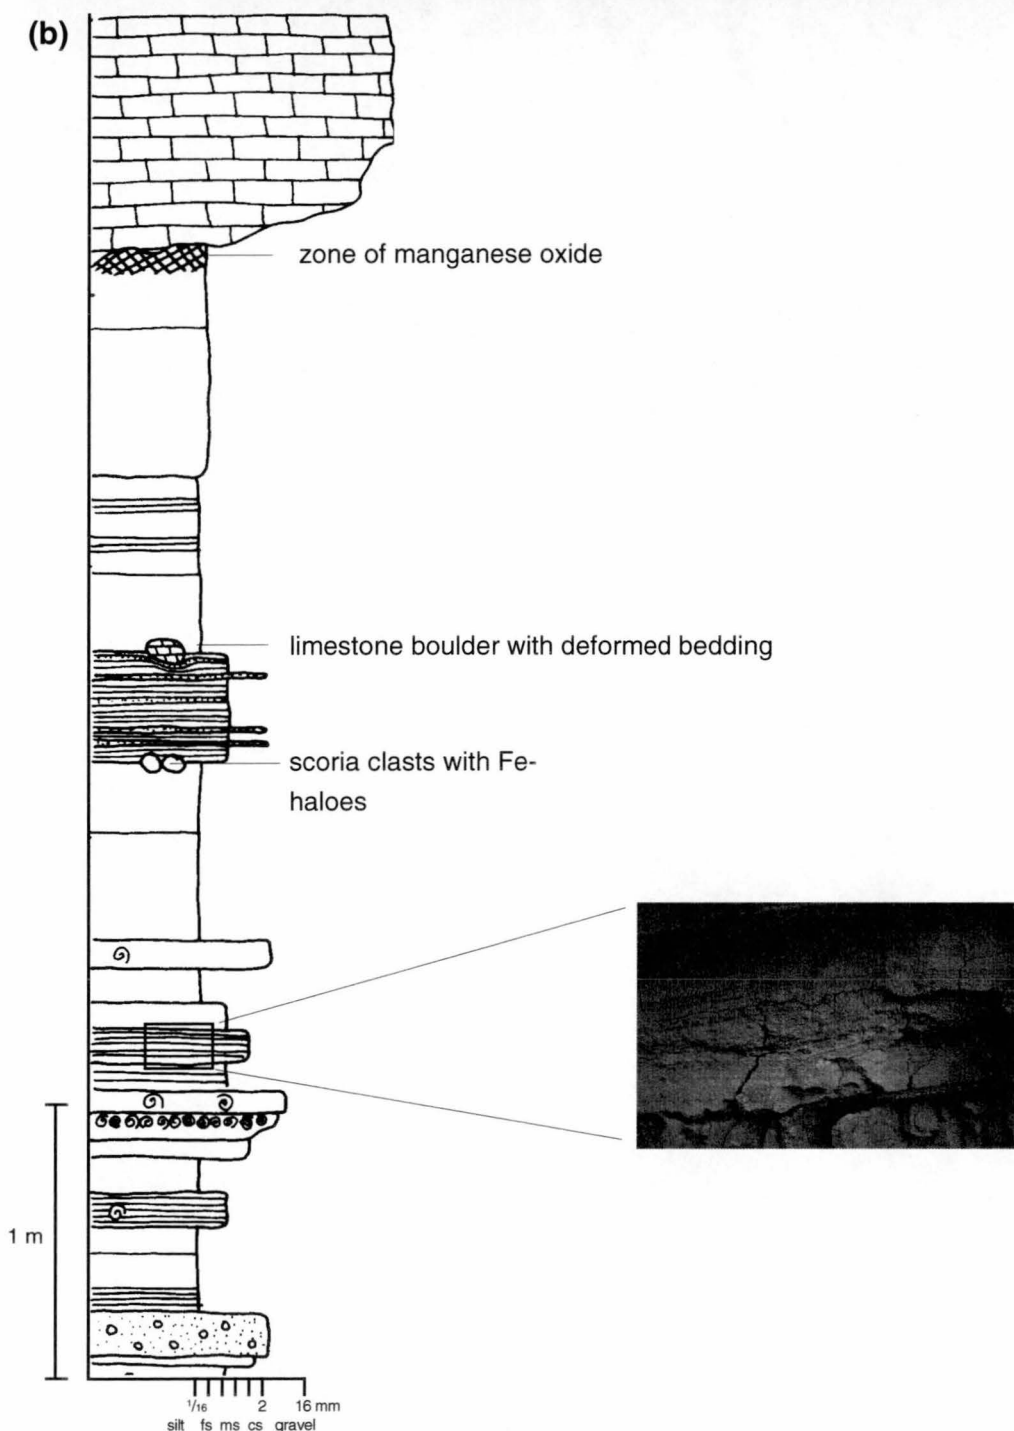 (b)
zone of manganese oxide
limestone boulder with deformed bedding
scoria clasts with Fe-
haloes
1 m
1/16 2 16 mm
silt fs ms cs gravel